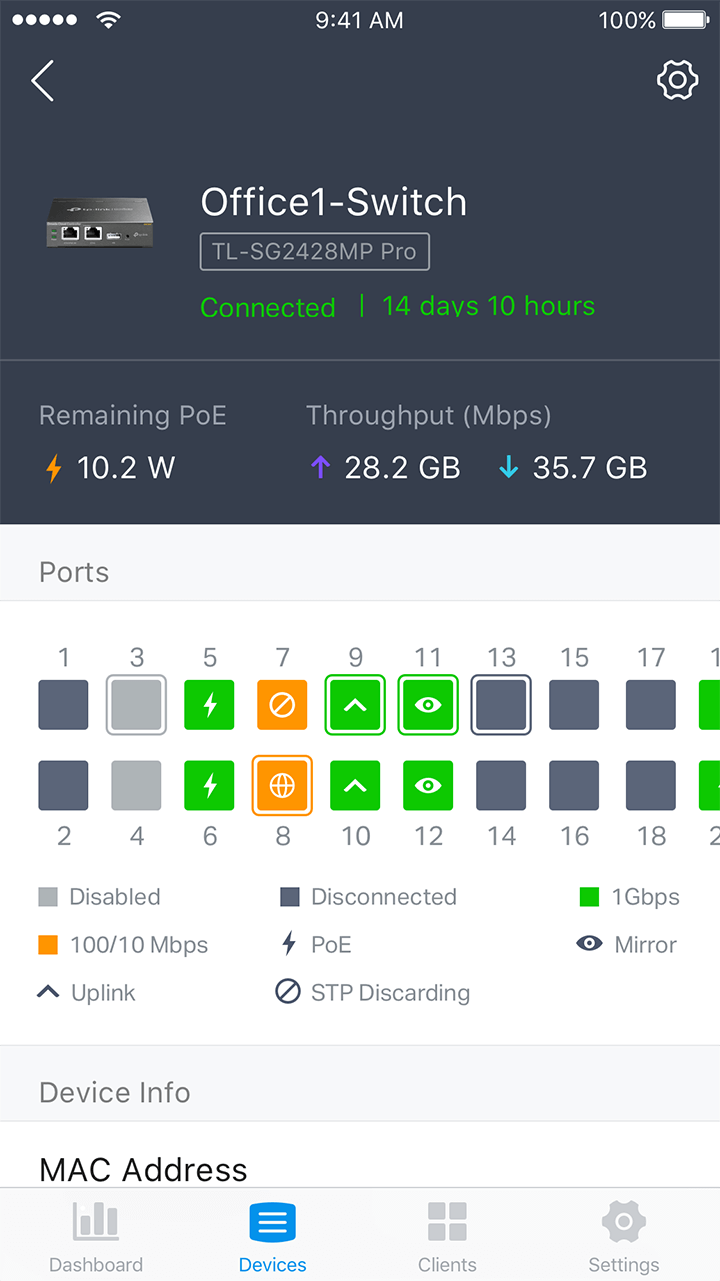 9:41 AM 100%
Office1-Switch
TL-SG2428MP Pro
Connected | 14 days 10 hours
Remaining PoE Throughput (Mbps)
10.2 W 28.2 GB 35.7 GB
Ports
1 3 5 7 9 11 13 15 17
2 4 6 8 10 12 14 16 18
Disabled Disconnected 1Gbps
100/10 Mbps PoE Mirror
Uplink STP Discarding
Device Info
MAC Address
Dashboard Devices Clients Settings